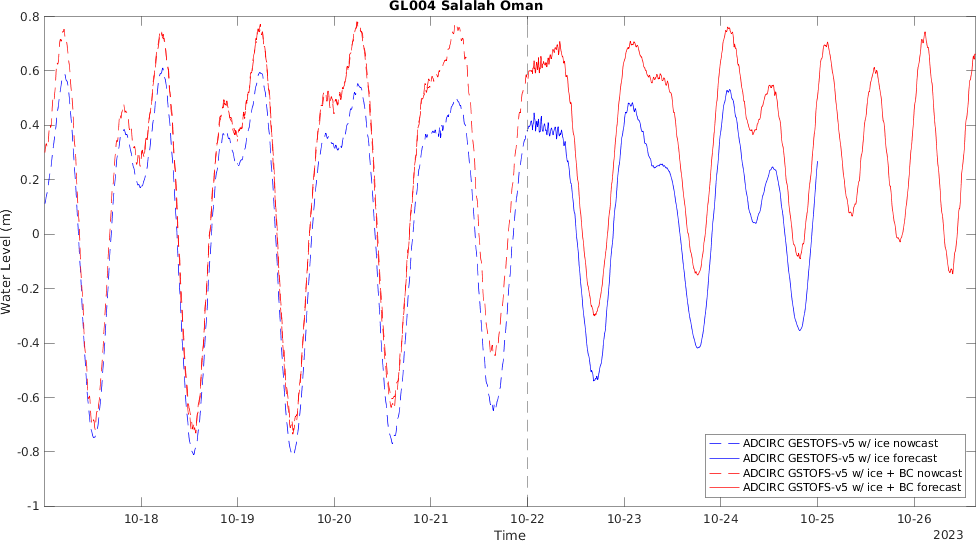 GL004 Salalah Oman
0.8
0.6
0.4
0.2
0
-0.2
-0.4
-0.6
-0.8
-1
Water Level (m)
10-18
10-19
10-20
10-21
10-22
10-23
10-24
10-25
10-26
Time
2023
ADCIRC GESTOFS-v5 w/ ice nowcast
ADCIRC GESTOFS-v5 w/ ice forecast
ADCIRC GSTOFS-v5 w/ ice + BC nowcast
ADCIRC GSTOFS-v5 w/ ice + BC forecast